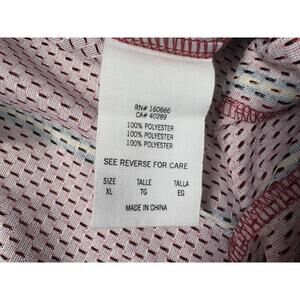 RN# 160666
CA# 40289
100% POLYESTER
100% POLYESTER
100% POLYESTER
SEE REVERSE FOR CARE
SIZE TALLE TALLA
XL TG EG
MADE IN CHINA